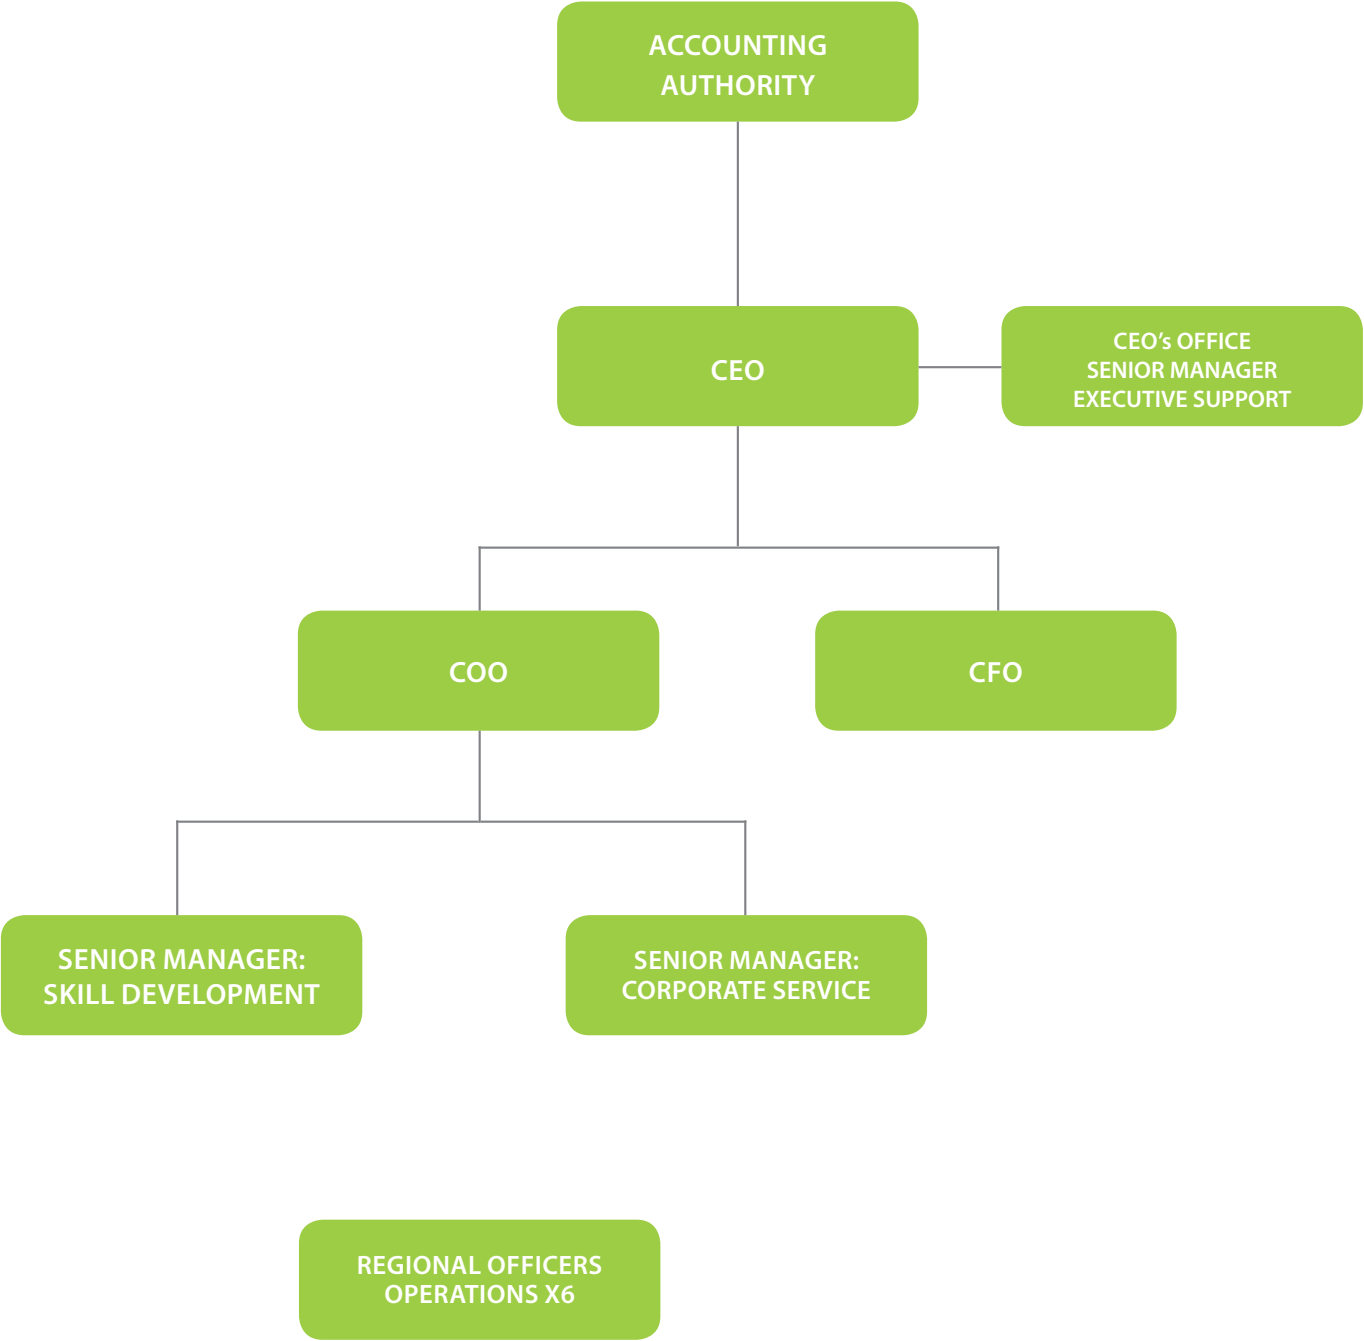 ACCOUNTING
AUTHORITY
CEO
CEO's OFFICE
SENIOR MANAGER
EXECUTIVE SUPPORT
COO
CFO
SENIOR MANAGER:
SKILL DEVELOPMENT
SENIOR MANAGER:
CORPORATE SERVICE
REGIONAL OFFICERS
OPERATIONS X6